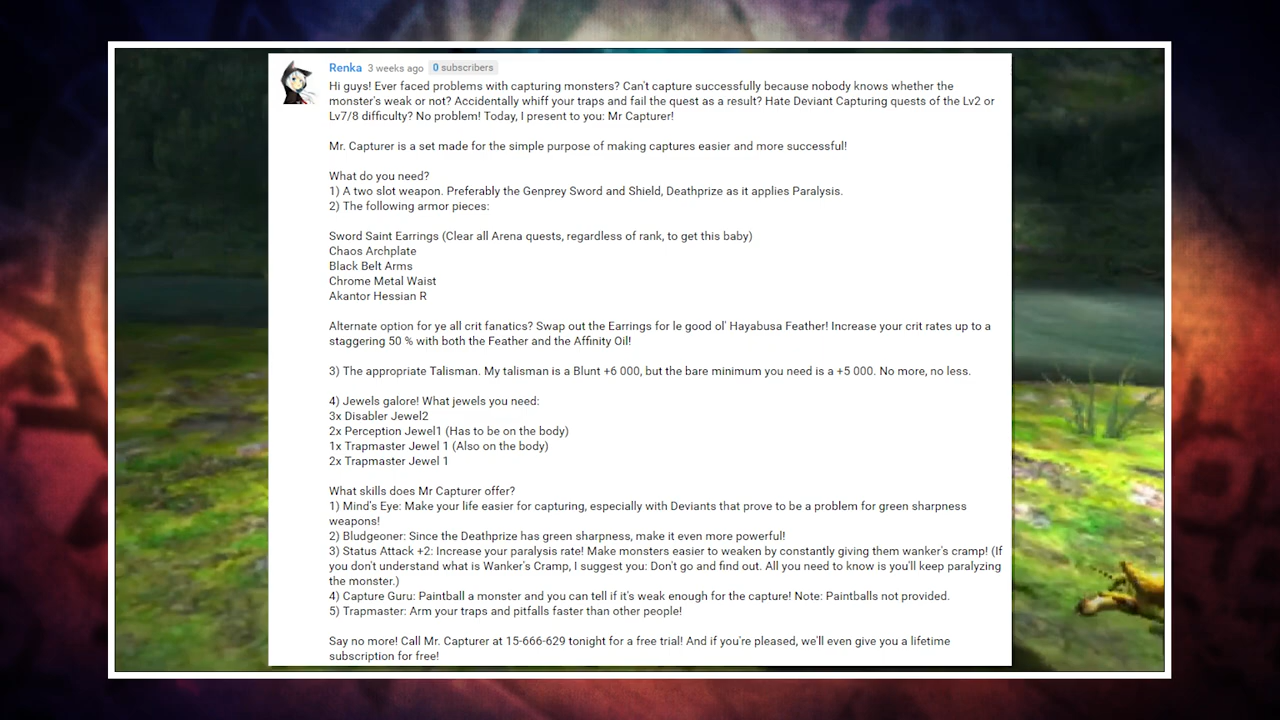 Renka 3 weeks ago 0 subscribers
Hi guys! Ever faced problems with capturing monsters? Can't capture successfully because nobody knows whether the
monster's weak or not? Accidentally whiff your traps and fail the quest as a result? Hate Deviant Capturing quests of the Lv2 or
Lv7/8 difficulty? No problem! Today, I present to you: Mr Capturer!
Mr. Capturer is a set made for the simple purpose of making captures easier and more successful!
What do you need?
1) A two slot weapon. Preferably the Genprey Sword and Shield, Deathprize as it applies Paralysis.
2) The following armor pieces:
Sword Saint Earrings (Clear all Arena quests, regardless of rank, to get this baby)
Chaos Archplate
Black Belt Arms
Chrome Metal Waist
Akantor Hessian R
Alternate option for ye all crit fanatics? Swap out the Earrings for le good ol' Hayabusa Feather! Increase your crit rates up to a
staggering 50 % with both the Feather and the Affinity Oil!
3) The appropriate Talisman. My talisman is a Blunt +6 000, but the bare minimum you need is a +5 000. No more, no less.
4) Jewels galore! What jewels you need:
3x Disabler Jewel2
2x Perception Jewel1 (Has to be on the body)
1x Trapmaster Jewel 1 (Also on the body)
2x Trapmaster Jewel 1
What skills does Mr Capturer offer?
1) Mind's Eye: Make your life easier for capturing, especially with Deviants that prove to be a problem for green sharpness
weapons!
2) Bludgeoner: Since the Deathprize has green sharpness, make it even more powerful!
3) Status Attack +2: Increase your paralysis rate! Make monsters easier to weaken by constantly giving them wanker's cramp! (If
you don't understand what is Wanker's Cramp, I suggest you: Don't go and find out. All you need to know is you'll keep paralyzing
the monster.)
4) Capture Guru: Paintball a monster and you can tell if it's weak enough for the capture! Note: Paintballs not provided.
5) Trapmaster: Arm your traps and pitfalls faster than other people!
Say no more! Call Mr. Capturer at 15-666-629 tonight for a free trial! And if you're pleased, we'll even give you a lifetime
subscription for free!